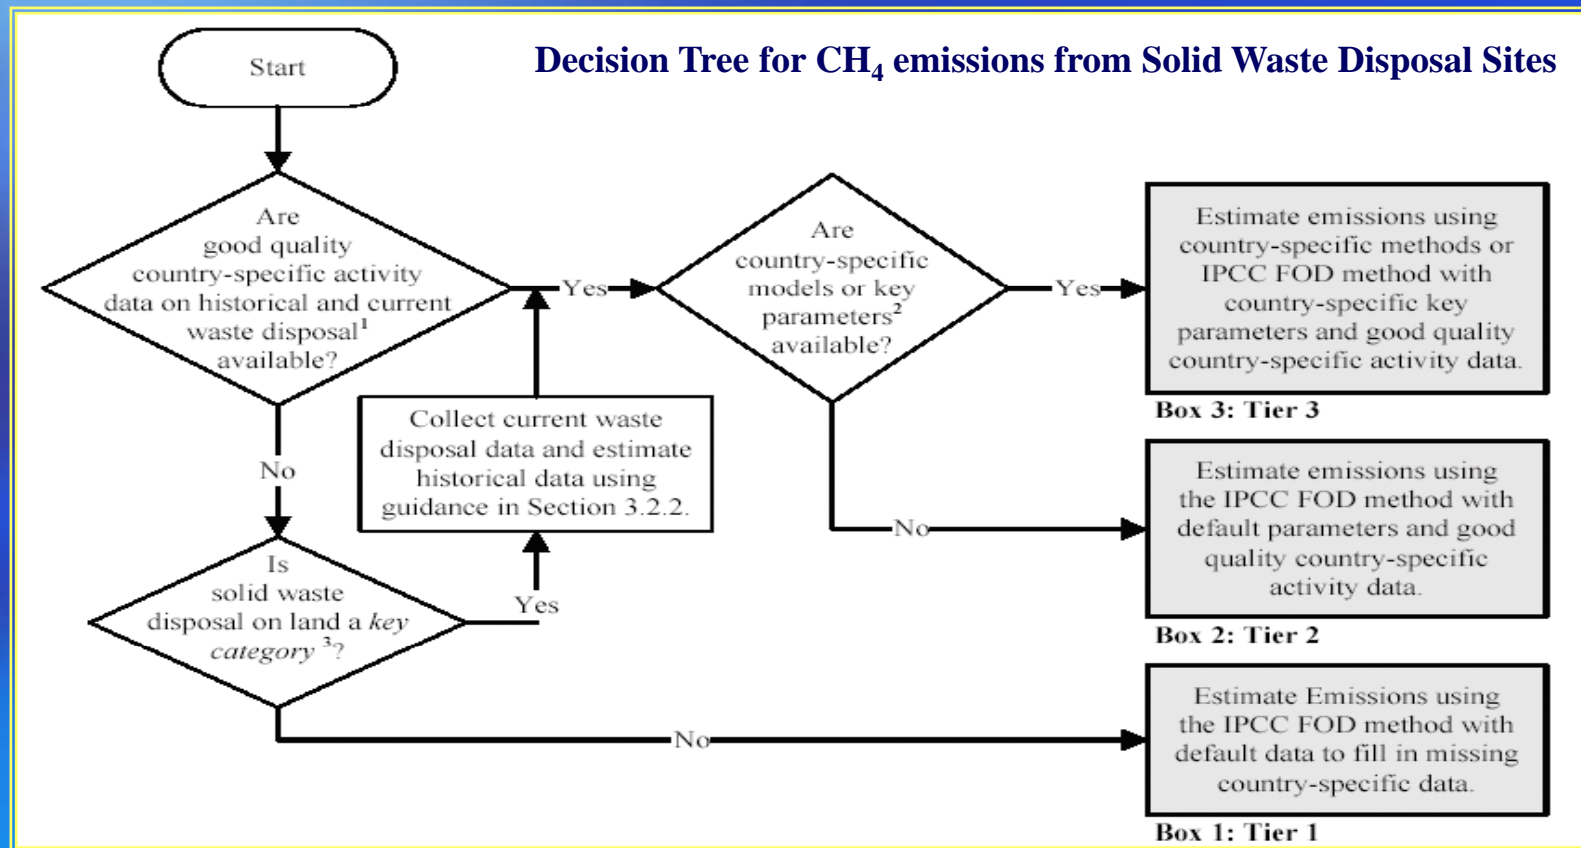 Decision Tree for CH₄ emissions from Solid Waste Disposal Sites
Start
Are
good quality
country-specific activity
data on historical and current
waste disposal¹
available?
Yes
Are
country-specific
models or key
parameters²
available?
Yes
Estimate emissions using
country-specific methods or
IPCC FOD method with
country-specific key
parameters and good quality
country-specific activity data.
Box 3: Tier 3
No
Collect current waste
disposal data and estimate
historical data using
guidance in Section 3.2.2.
No
Estimate emissions using
the IPCC FOD method with
default parameters and good
quality country-specific
activity data.
Box 2: Tier 2
Is
solid waste
disposal on land a key
category ³?
Yes
No
Estimate Emissions using
the IPCC FOD method with
default data to fill in missing
country-specific data.
Box 1: Tier 1